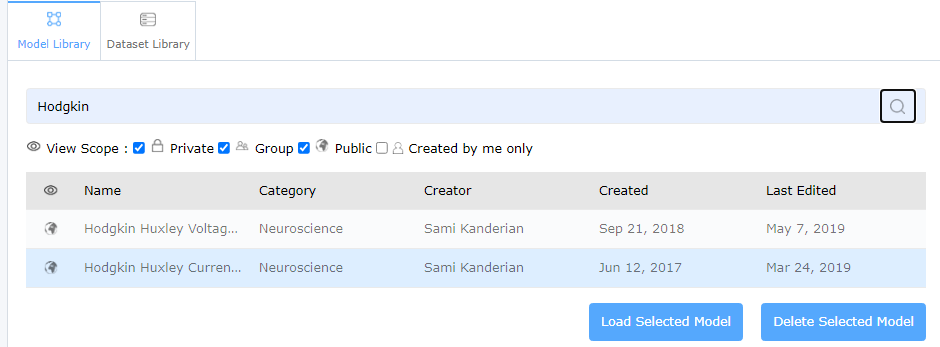 Model Library Dataset Library
Hodgkin
View Scope : Private Group Public Created by me only
Name Category Creator Created Last Edited
Hodgkin Huxley Voltag... Neuroscience Sami Kanderian Sep 21, 2018 May 7, 2019
Hodgkin Huxley Curren... Neuroscience Sami Kanderian Jun 12, 2017 Mar 24, 2019
Load Selected Model Delete Selected Model